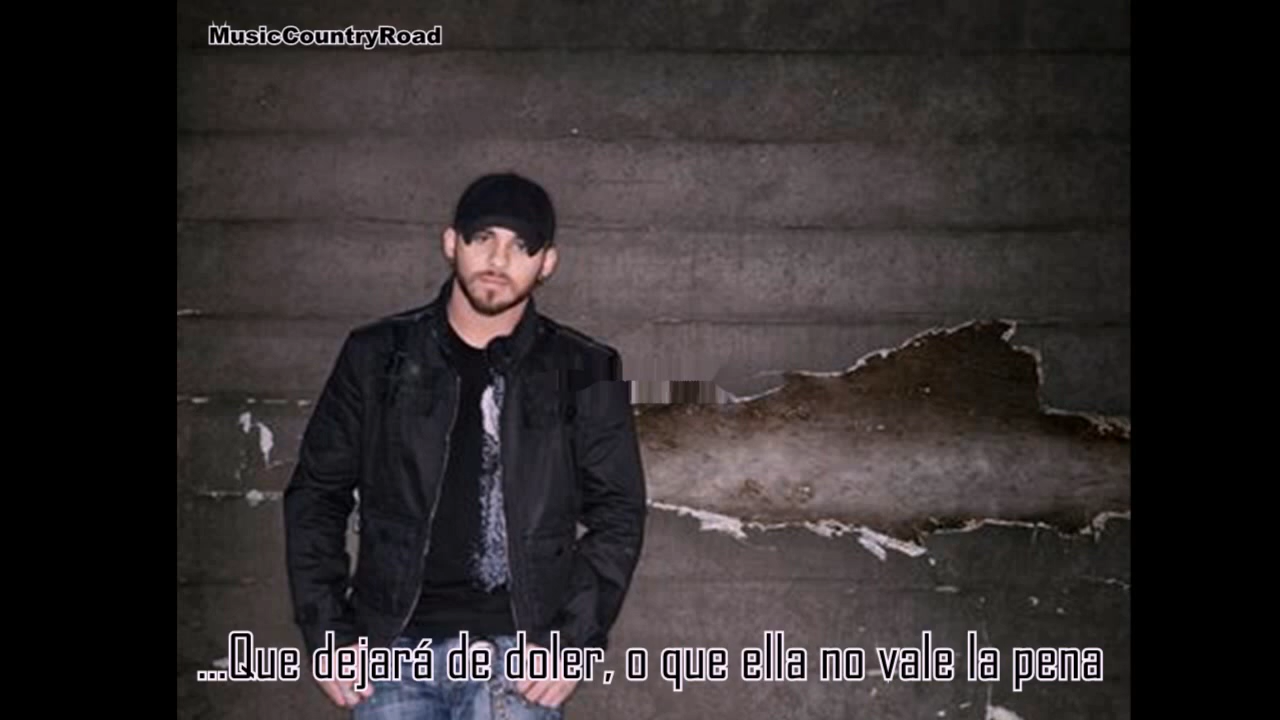 MusicCountryRoad
...Que dejará de doler, o que ella no vale la pena